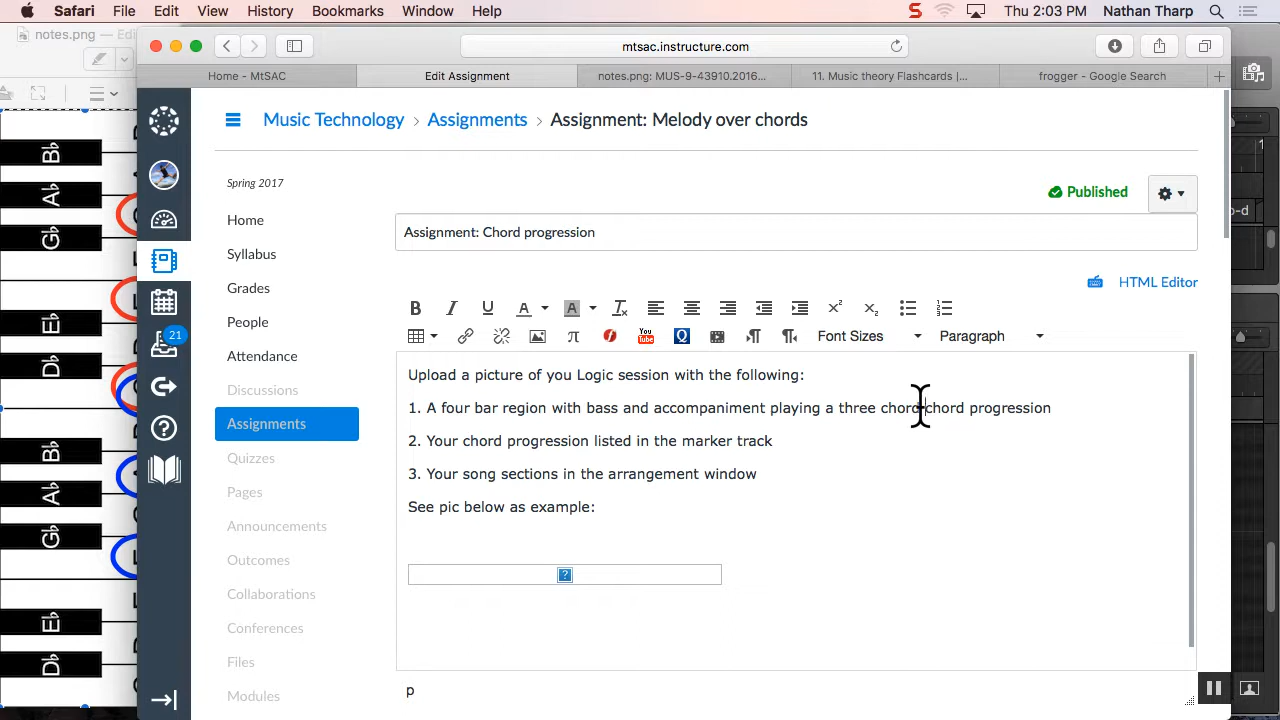 Safari File Edit View History Bookmarks Window Help
Thu 2:03 PM Nathan Tharp
notes.png — Edi
mtsac.instructure.com
Home - MtSAC
Edit Assignment
notes.png: MUS-9-43910.2016...
11. Music theory Flashcards |...
frogger - Google Search
Music Technology > Assignments > Assignment: Melody over chords
Spring 2017
Published
Home
Syllabus
Grades
People
Attendance
Discussions
Assignments
Quizzes
Pages
Announcements
Outcomes
Collaborations
Conferences
Files
Modules
21
Assignment: Chord progression
HTML Editor
Font Sizes
Paragraph
Upload a picture of you Logic session with the following:
1. A four bar region with bass and accompaniment playing a three chord chord progression
2. Your chord progression listed in the marker track
3. Your song sections in the arrangement window
See pic below as example:
p
B♭
A♭
G♭
E♭
D♭
B♭
A♭
G♭
E♭
D♭